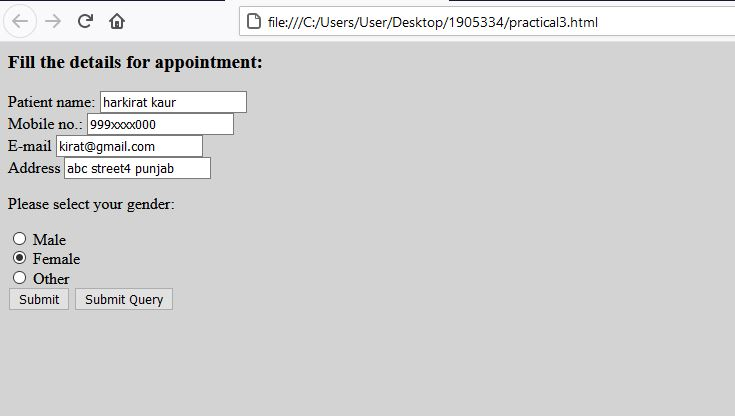 file:///C:/Users/User/Desktop/1905334/practical3.html
Fill the details for appointment:
Patient name: harkirat kaur
Mobile no.: 999xxxx000
E-mail kirat@gmail.com
Address abc street4 punjab
Please select your gender:
Male
Female
Other
Submit Submit Query